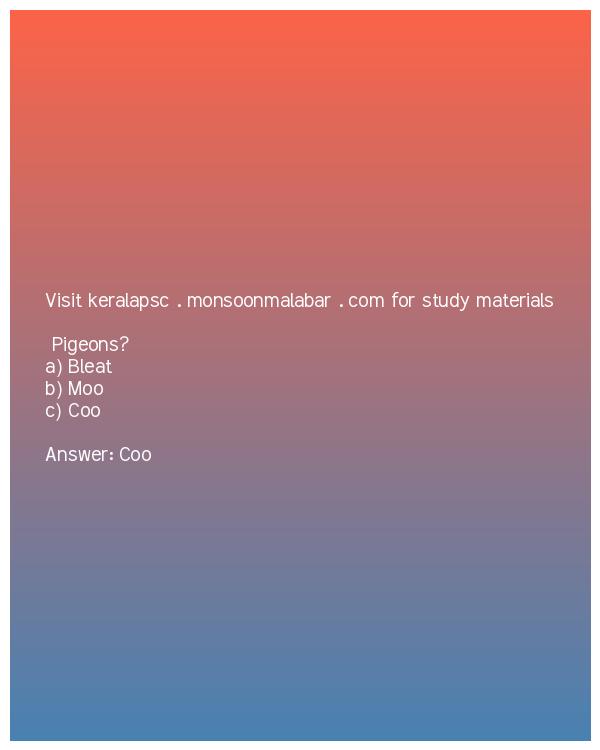 Visit keralapsc . monsoonmalabar . com for study materials
Pigeons?
a) Bleat
b) Moo
c) Coo
Answer: Coo